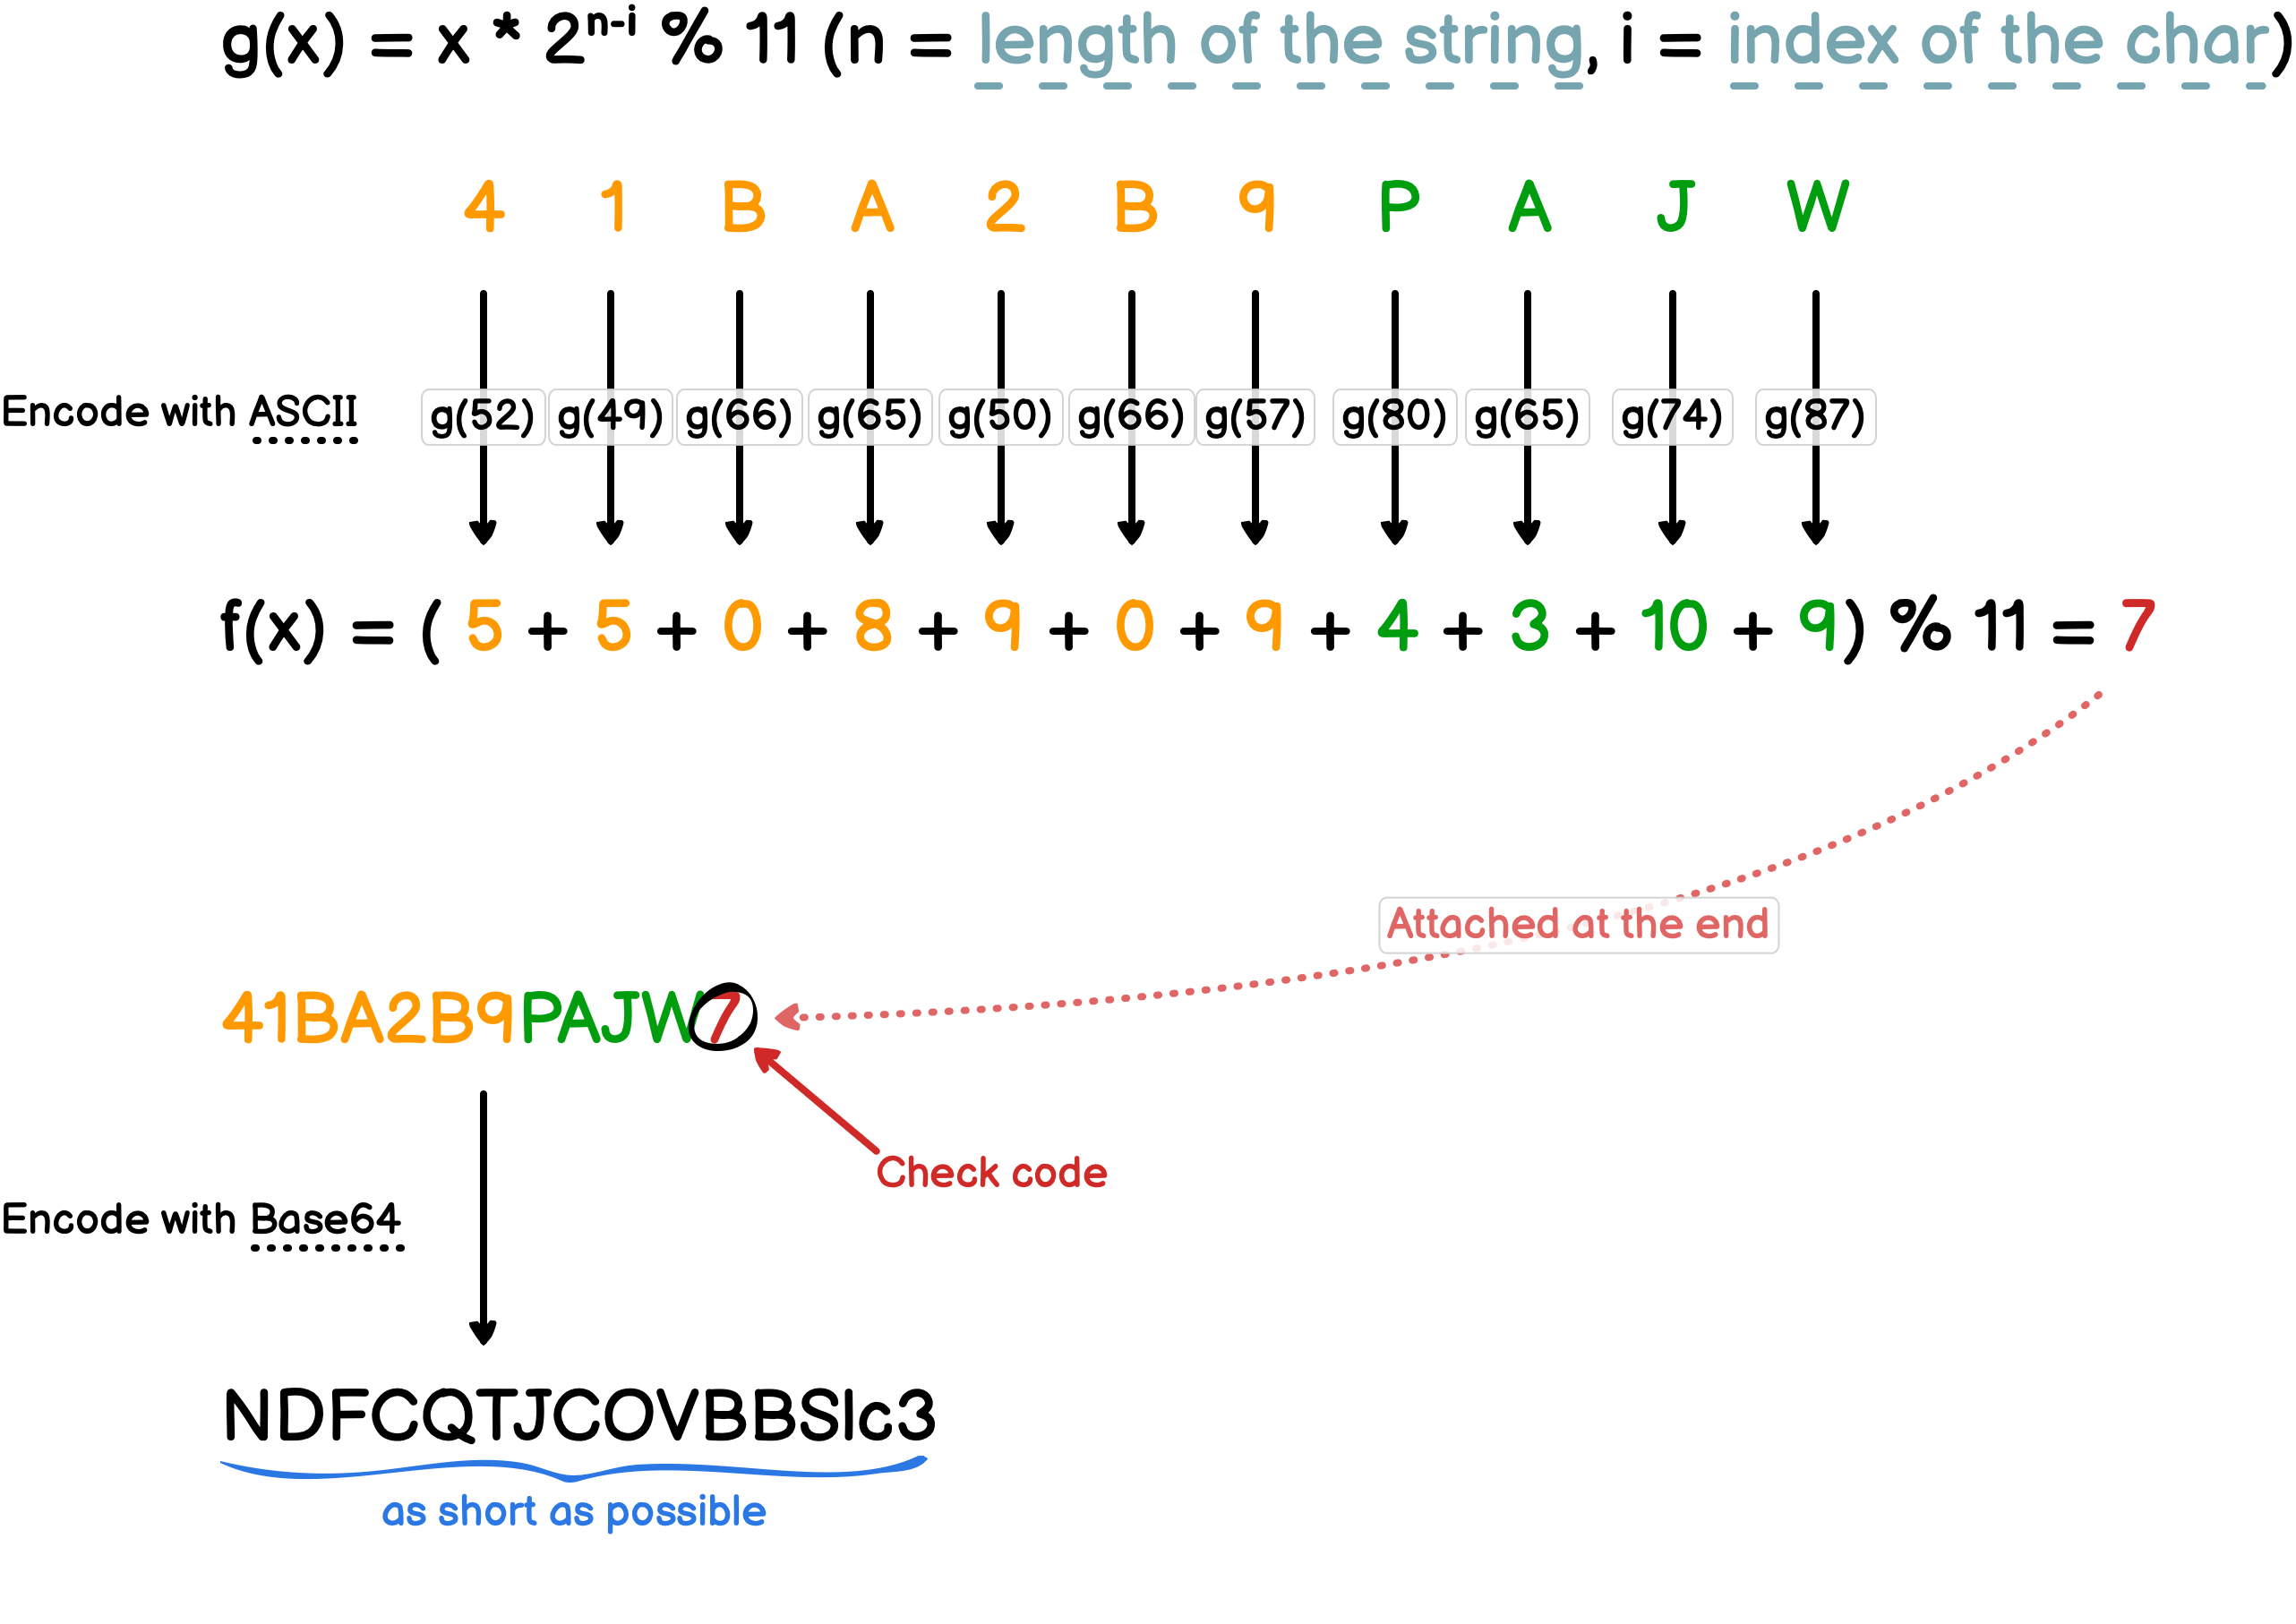 g(x) = x * 2ⁿ⁻ⁱ % 11 (n = length of the string, i = index of the char)
4 1 B A 2 B 9 P A J W
Encode with ASCII g(52) g(49) g(66) g(65) g(50) g(66) g(57) g(80) g(65) g(74) g(87)
f(x) = ( 5 + 5 + 0 + 8 + 9 + 0 + 9 + 4 + 3 + 10 + 9) % 11 = 7
Attached at the end
41BA2B9PAJW7
Check code
Encode with Base64
NDFCQTJCOVBBSlc3
as short as possible